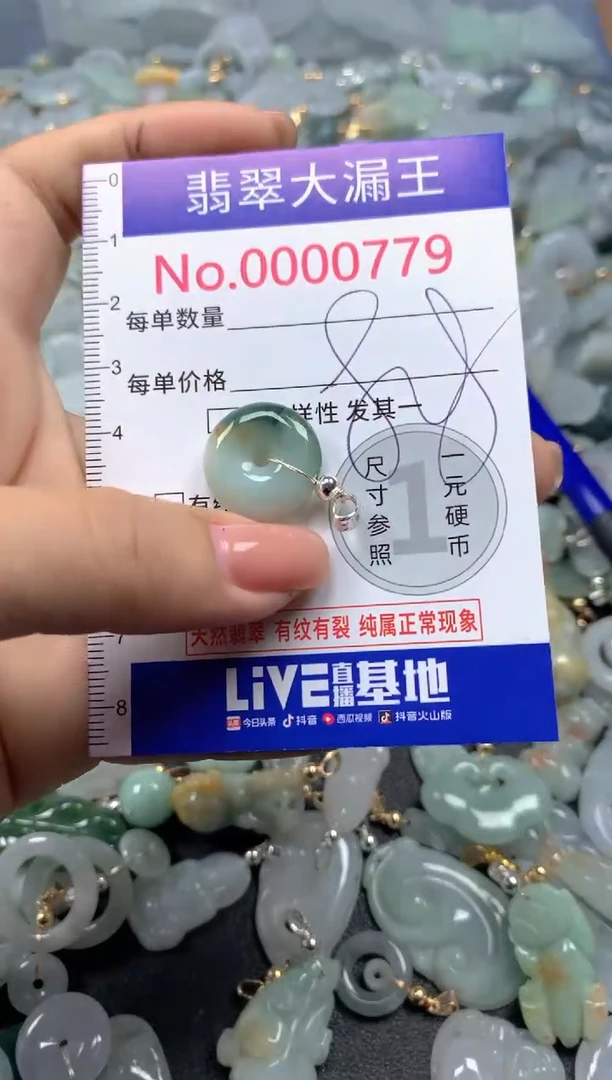 翡翠大漏王
No.0000779
每单数量
每单价格
样性 发其一
尺寸参照
1
一元硬币
有纹
天然翡翠 有纹有裂 纯属正常现象
LiVE直播基地
今日头条 抖音 西瓜视频 抖音火山版
0
1
2
3
4
7
8